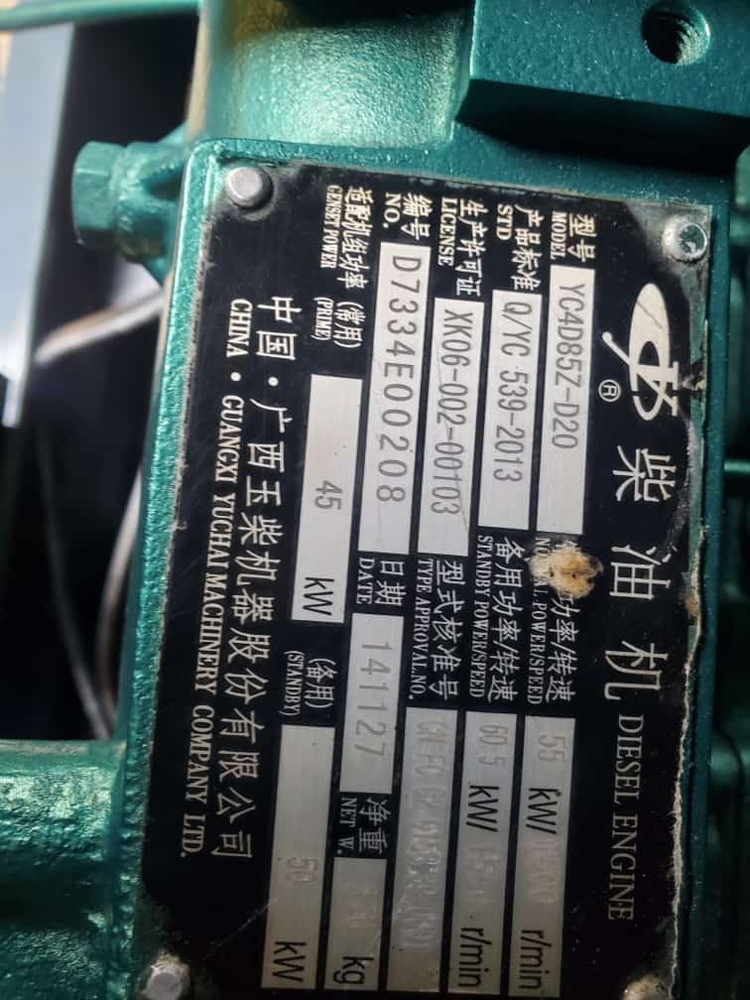 ® 柴油机 DIESEL ENGINE
型号 MODEL YC4D85Z-D20 功率/转速 POWER/SPEED 55 kW/ r/min
产品标准 STD Q/YC 539-2013 备用功率/转速 STANDBY POWER/SPEED 60.5 kW/ r/min
生产许可证 LICENSE XK06-002-00103 型式核准号 TYPE APPROVAL NO.
编号 NO. D7334E00208 日期 DATE 141127 净重 NET W. kg
适配机组功率 GENSET POWER (常用) (PRIME) 45 kW (备用) (STANDBY) 50 kW
中国·广西玉柴机器股份有限公司
CHINA · GUANGXI YUCHAI MACHINERY COMPANY LTD.